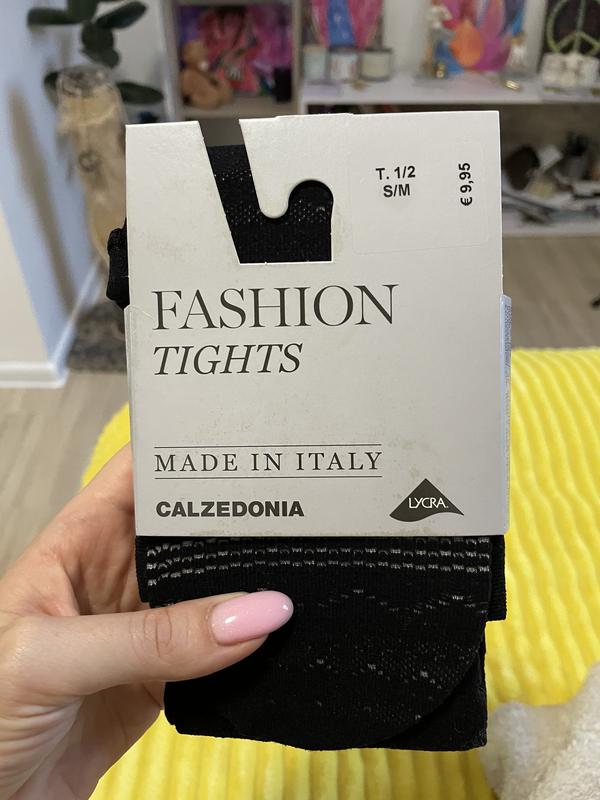 T. 1/2
S/M
€ 9,95
FASHION
TIGHTS
MADE IN ITALY
CALZEDONIA
LYCRA